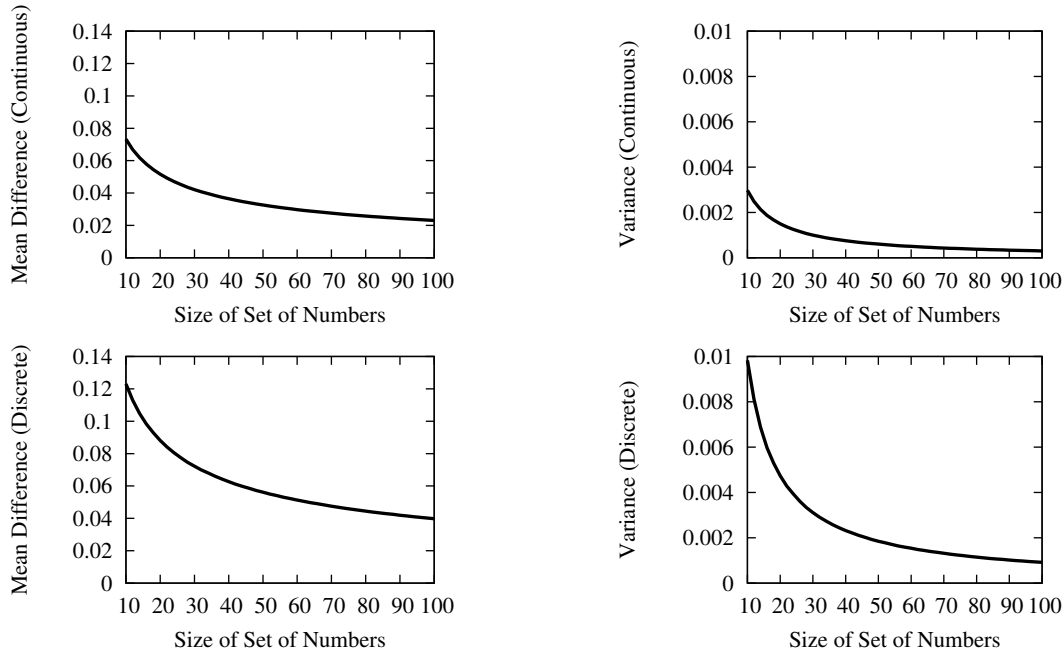 Mean Difference (Continuous)
0.14
0.12
0.1
0.08
0.06
0.04
0.02
0
10 20 30 40 50 60 70 80 90 100
Size of Set of Numbers
Variance (Continuous)
0.01
0.008
0.006
0.004
0.002
0
10 20 30 40 50 60 70 80 90 100
Size of Set of Numbers
Mean Difference (Discrete)
0.14
0.12
0.1
0.08
0.06
0.04
0.02
0
10 20 30 40 50 60 70 80 90 100
Size of Set of Numbers
Variance (Discrete)
0.01
0.008
0.006
0.004
0.002
0
10 20 30 40 50 60 70 80 90 100
Size of Set of Numbers